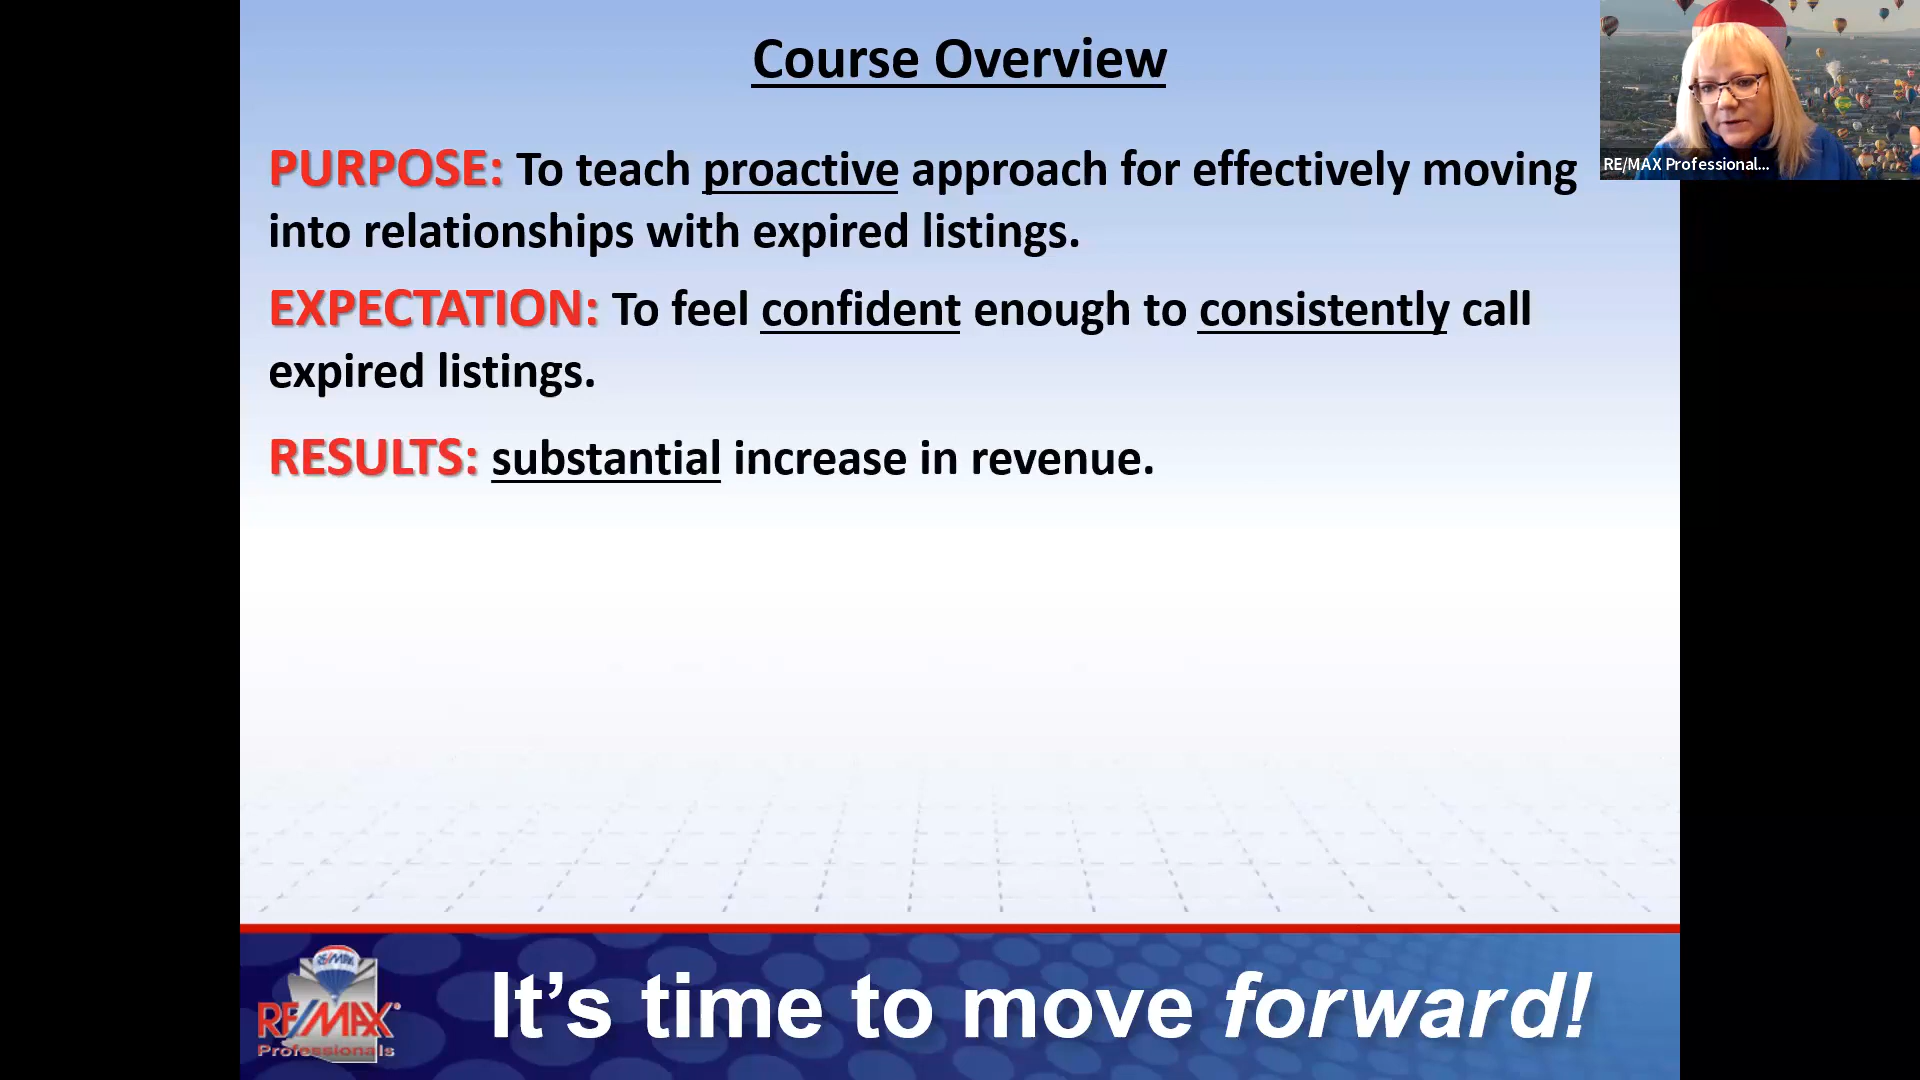 Course Overview
PURPOSE: To teach proactive approach for effectively moving
into relationships with expired listings.
EXPECTATION: To feel confident enough to consistently call
expired listings.
RESULTS: substantial increase in revenue.
RE/MAX Professional...
RE/MAX
RE/MAX®
Professionals
It’s time to move forward!